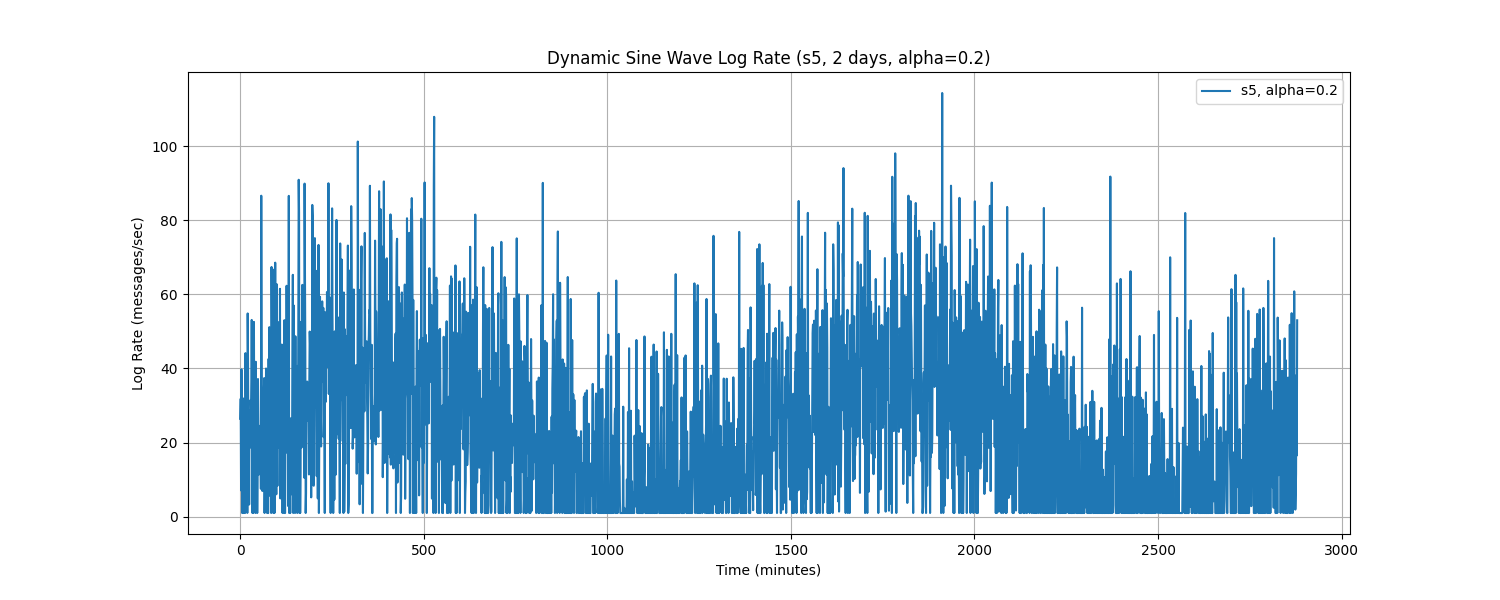 Dynamic Sine Wave Log Rate (s5, 2 days, alpha=0.2)
s5, alpha=0.2
Log Rate (messages/sec)
100
80
60
40
20
0
0 500 1000 1500 2000 2500 3000
Time (minutes)